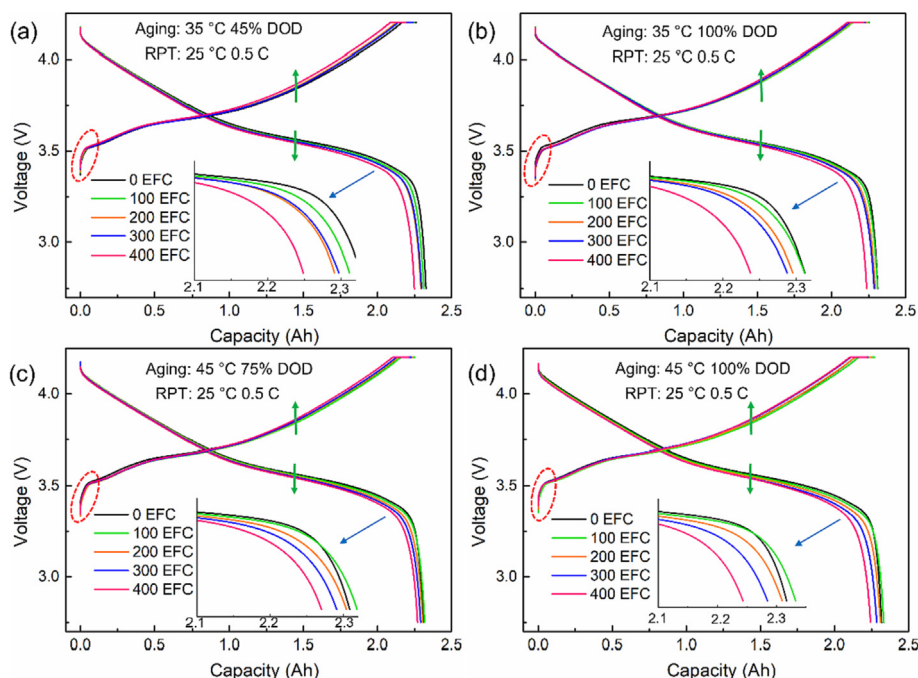 (a)
Aging: 35 °C 45% DOD
RPT: 25 °C 0.5 C
Voltage (V)
4.0
3.5
3.0
0 EFC
100 EFC
200 EFC
300 EFC
400 EFC
2.1 2.2 2.3
0.0 0.5 1.0 1.5 2.0 2.5
Capacity (Ah)
(b)
Aging: 35 °C 100% DOD
RPT: 25 °C 0.5 C
Voltage (V)
4.0
3.5
3.0
0 EFC
100 EFC
200 EFC
300 EFC
400 EFC
2.1 2.2 2.3
0.0 0.5 1.0 1.5 2.0 2.5
Capacity (Ah)
(c)
Aging: 45 °C 75% DOD
RPT: 25 °C 0.5 C
Voltage (V)
4.0
3.5
3.0
0 EFC
100 EFC
200 EFC
300 EFC
400 EFC
2.1 2.2 2.3
0.0 0.5 1.0 1.5 2.0 2.5
Capacity (Ah)
(d)
Aging: 45 °C 100% DOD
RPT: 25 °C 0.5 C
Voltage (V)
4.0
3.5
3.0
0 EFC
100 EFC
200 EFC
300 EFC
400 EFC
2.1 2.2 2.3
0.0 0.5 1.0 1.5 2.0 2.5
Capacity (Ah)